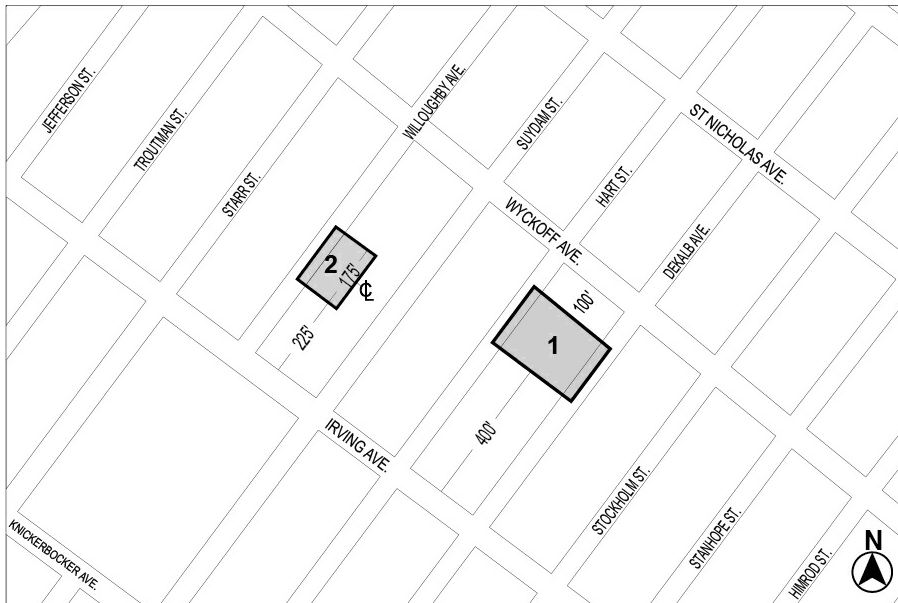 JEFFERSON ST.
TROUTMAN ST.
STARR ST.
WILLOUGHBY AVE.
SUYDAM ST.
HART ST.
ST NICHOLAS AVE.
WYCKOFF AVE.
DEKALB AVE.
2
175'
℄
225'
100'
1
400'
IRVING AVE.
STOCKHOLM ST.
STANHOPE ST.
HIMROD ST.
KNICKERBOCKER AVE.
N